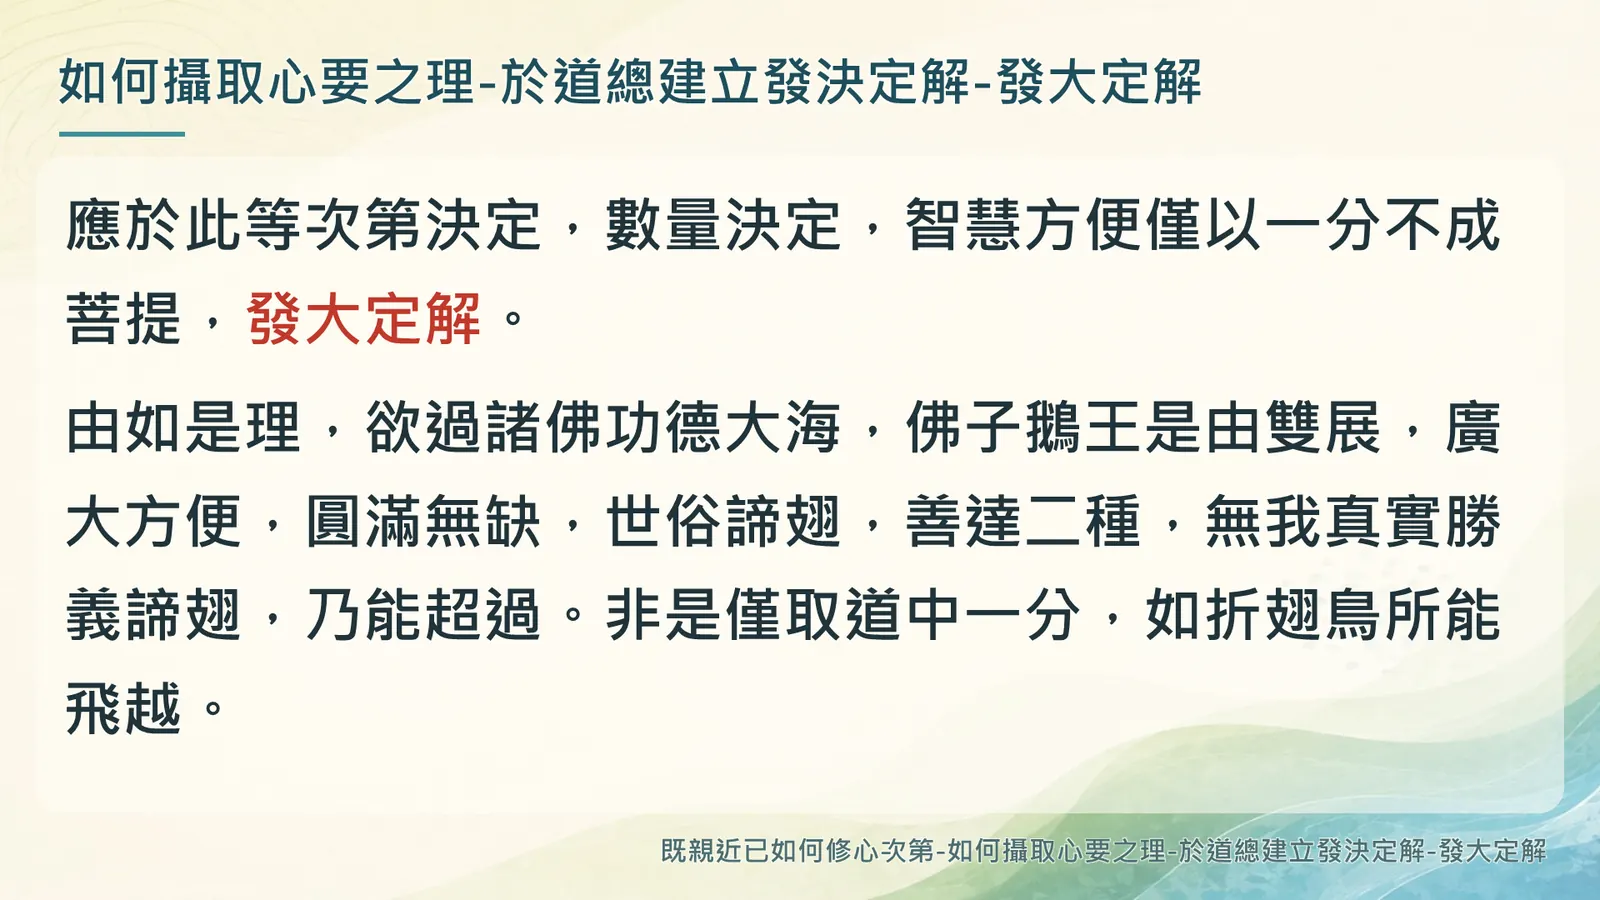 如何攝取心要之理-於道總建立發決定解-發大定解
應於此等次第決定，數量決定，智慧方便僅以一分不成
菩提，發大定解。
由如是理，欲過諸佛功德大海，佛子鵝王是由雙展，廣
大方便，圓滿無缺，世俗諦翅，善達二種，無我真實勝
義諦翅，乃能超過。非是僅取道中一分，如折翅鳥所能
飛越。
既親近已如何修心次第-如何攝取心要之理-於道總建立發決定解-發大定解